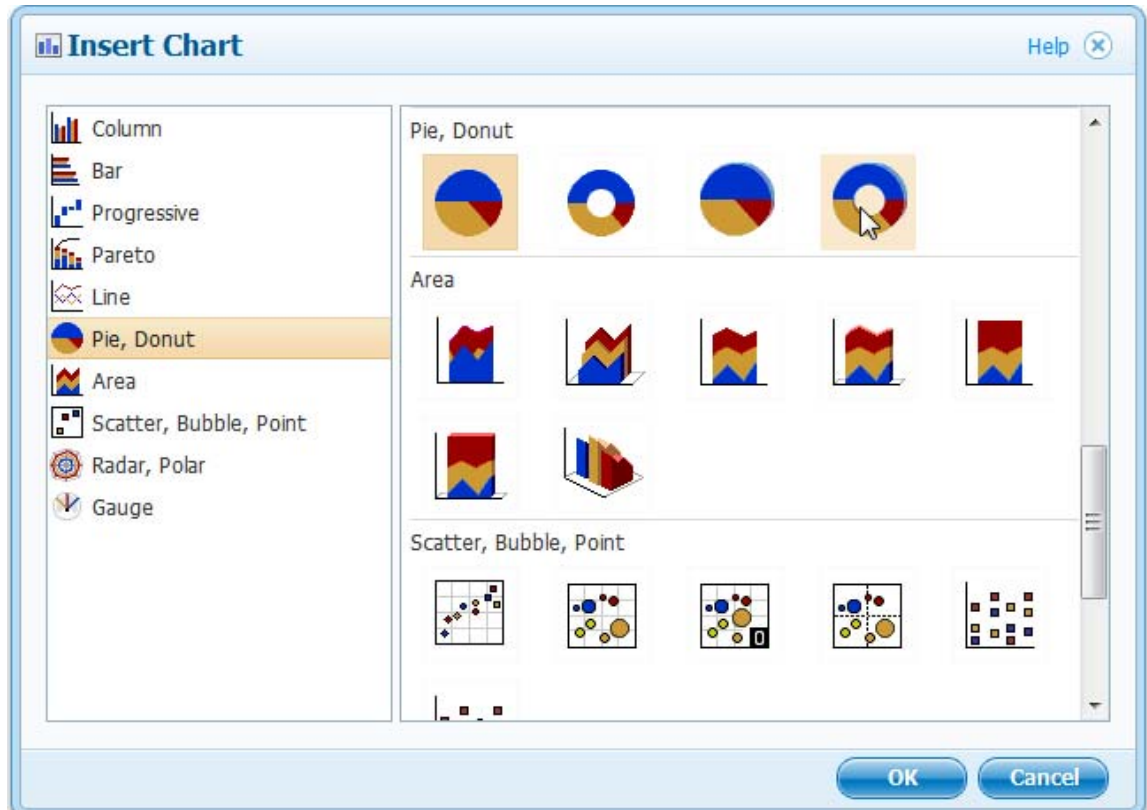 Insert Chart
Help
Column
Bar
Progressive
Pareto
Line
Pie, Donut
Area
Scatter, Bubble, Point
Radar, Polar
Gauge
Pie, Donut
Area
Scatter, Bubble, Point
0
OK
Cancel